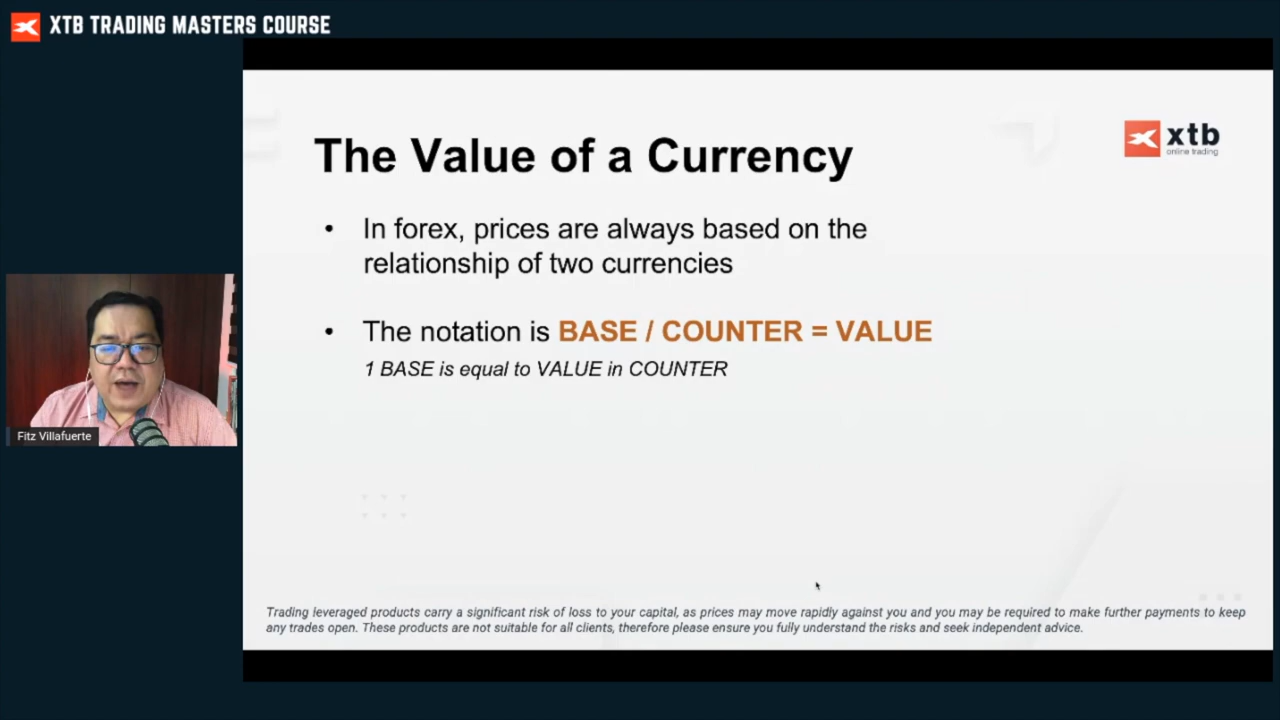 XTB TRADING MASTERS COURSE
xtb
online trading
The Value of a Currency
• In forex, prices are always based on the
relationship of two currencies
• The notation is BASE / COUNTER = VALUE
1 BASE is equal to VALUE in COUNTER
Fitz Villafuerte
Trading leveraged products carry a significant risk of loss to your capital, as prices may move rapidly against you and you may be required to make further payments to keep
any trades open. These products are not suitable for all clients, therefore please ensure you fully understand the risks and seek independent advice.